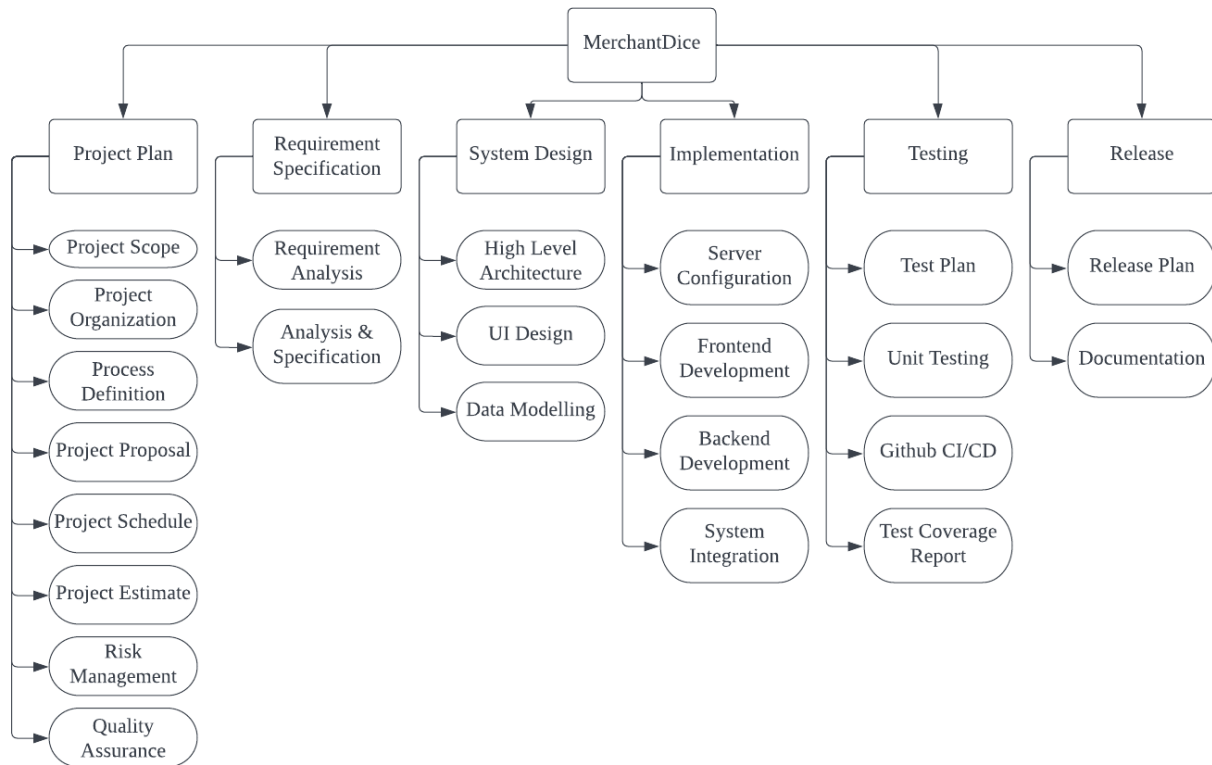 MerchantDice
Project Plan
Requirement
Specification
System Design
Implementation
Testing
Release
Project Scope
Project
Organization
Process
Definition
Project Proposal
Project Schedule
Project Estimate
Risk
Management
Quality
Assurance
Requirement
Analysis
Analysis &
Specification
High Level
Architecture
UI Design
Data Modelling
Server
Configuration
Frontend
Development
Backend
Development
System
Integration
Test Plan
Unit Testing
Github CI/CD
Test Coverage
Report
Release Plan
Documentation